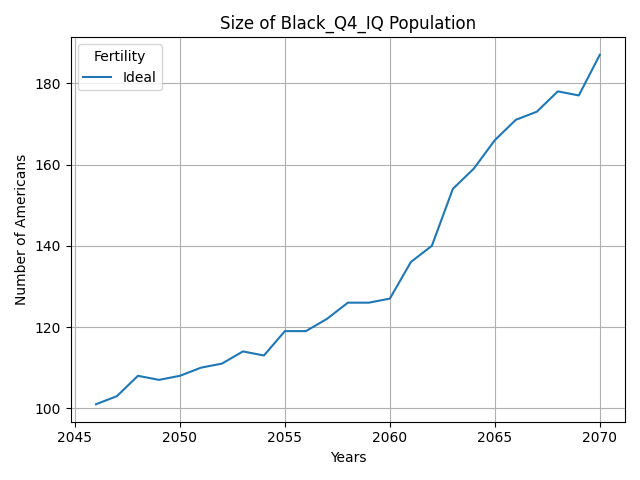 Size of Black_Q4_IQ Population
Fertility
Ideal
Number of Americans
180
160
140
120
100
2045
2050
2055
2060
2065
2070
Years